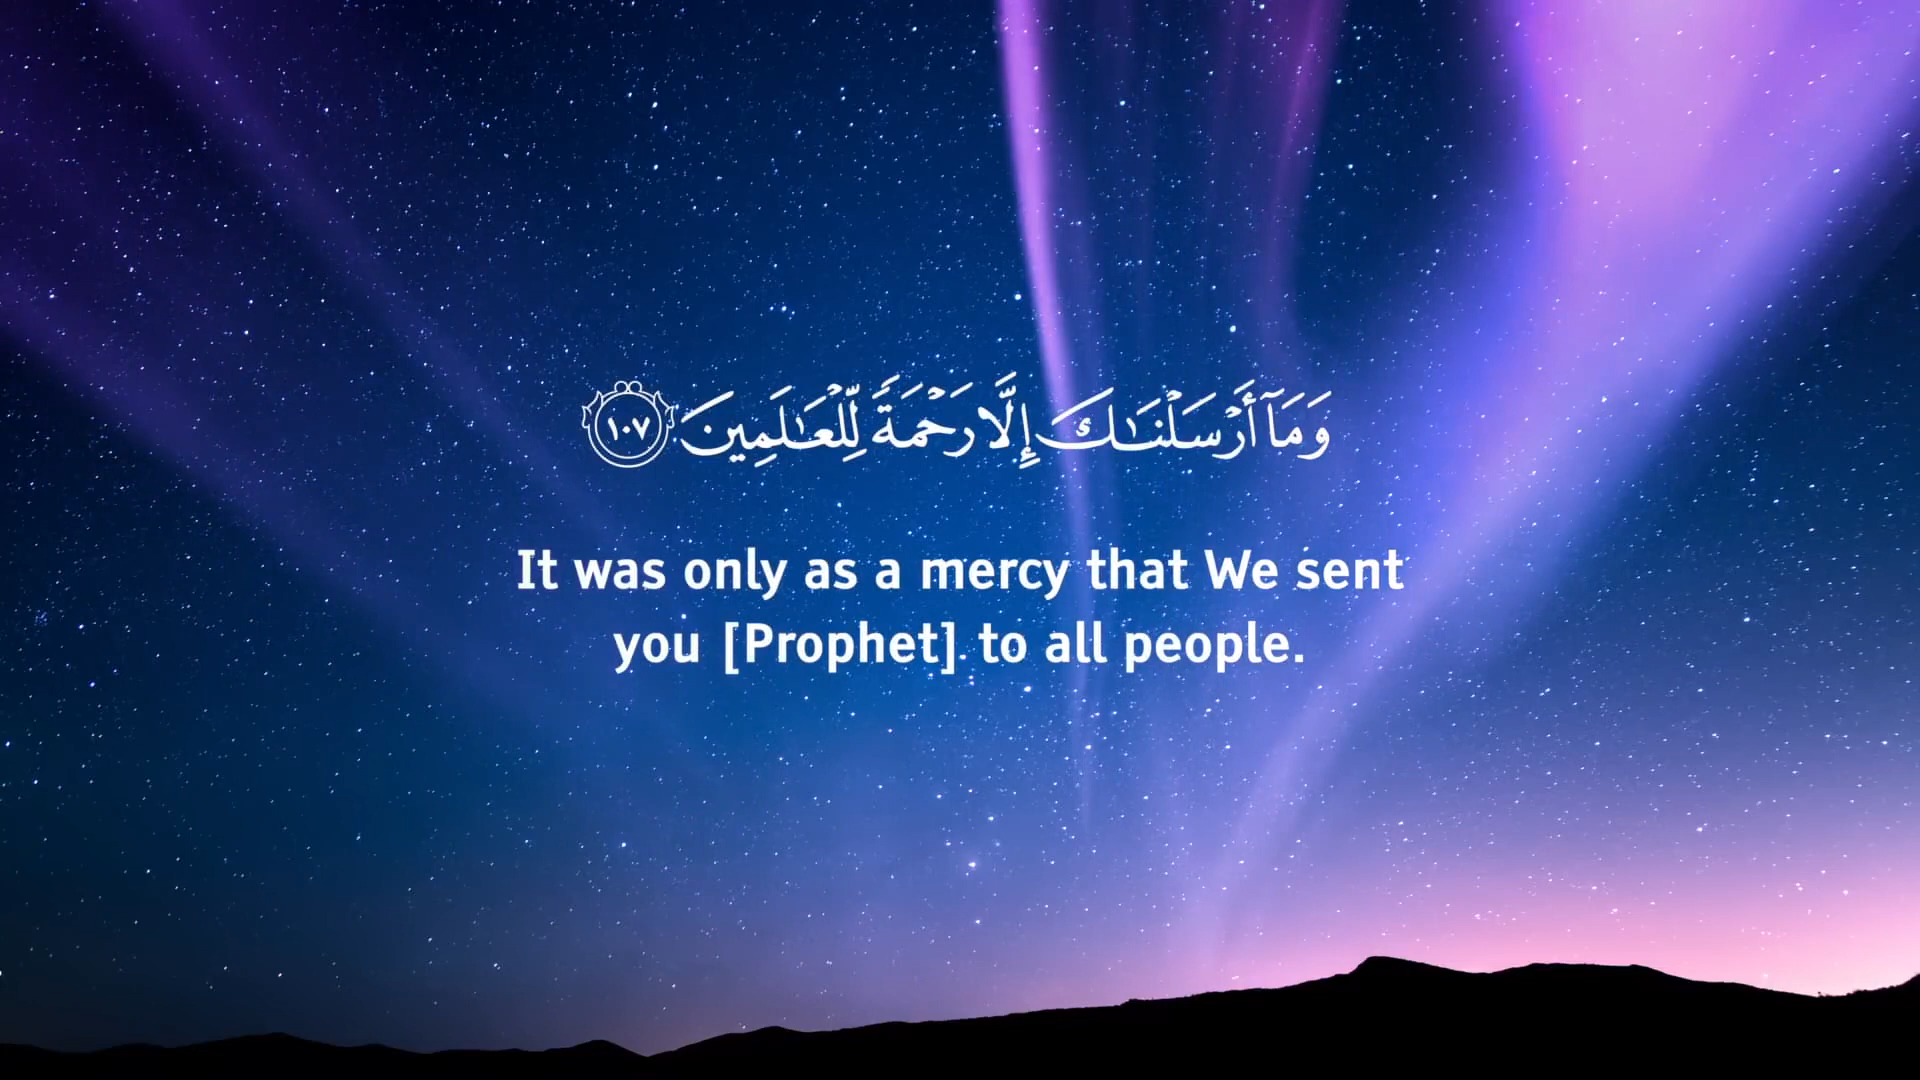 وَمَآ أَرْسَلْنَـٰكَ إِلَّا رَحْمَةً لِّلْعَـٰلَمِينَ ١٠٧
It was only as a mercy that We sent
you [Prophet] to all people.